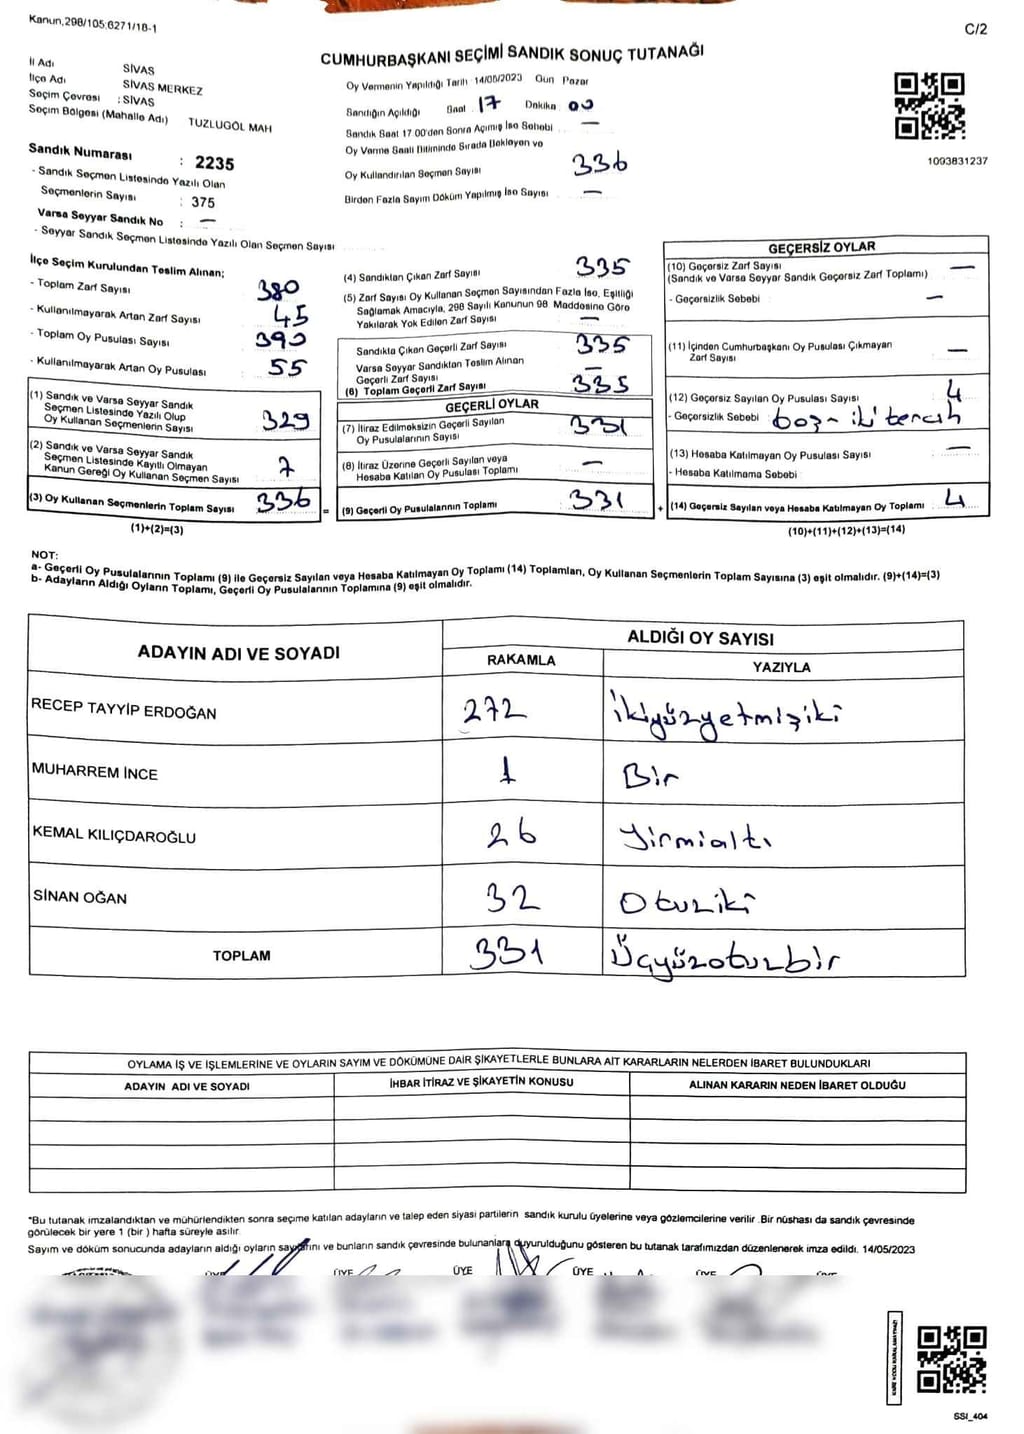 Kanun,298/105;6271/18-1
C/2
CUMHURBAŞKANI SEÇİMİ SANDIK SONUÇ TUTANAĞI
İl Adı SİVAS
İlçe Adı SİVAS MERKEZ
Seçim Çevresi : SİVAS
Seçim Bölgesi (Mahalle Adı) TUZLUGÖL MAH
Sandık Numarası : 2235
- Sandık Seçmen Listesinde Yazılı Olan
Seçmenlerin Sayısı : 375
Varsa Seyyar Sandık No : —
- Seyyar Sandık Seçmen Listesinde Yazılı Olan Seçmen Sayısı
Oy Vermenin Yapıldığı Tarih 14/05/2023 Gün Pazar
Sandığın Açıldığı Saat 17 Dakika 00
Sandık Saat 17.00'den Sonra Açılmış İse Sebebi —
Oy Verme Saati Bitiminde Sırada Bekleyen ve
Oy Kullandırılan Seçmen Sayısı 336
Birden Fazla Sayım Döküm Yapılmış İse Sayısı —
1093831237
İlçe Seçim Kurulundan Teslim Alınan;
- Toplam Zarf Sayısı 380
- Kullanılmayarak Artan Zarf Sayısı 45
- Toplam Oy Pusulası Sayısı 390
- Kullanılmayarak Artan Oy Pusulası 55
(1) Sandık ve Varsa Seyyar Sandık
Seçmen Listesinde Yazılı Olup
Oy Kullanan Seçmenlerin Sayısı 329
(2) Sandık ve Varsa Seyyar Sandık
Seçmen Listesinde Kayıtlı Olmayan
Kanun Gereği Oy Kullanan Seçmen Sayısı 7
(3) Oy Kullanan Seçmenlerin Toplam Sayısı 336
(1)+(2)=(3)
(4) Sandıktan Çıkan Zarf Sayısı 335
(5) Zarf Sayısı Oy Kullanan Seçmen Sayısından Fazla İse, Eşitliği
Sağlamak Amacıyla, 298 Sayılı Kanunun 98 Maddesine Göre
Yakılarak Yok Edilen Zarf Sayısı —
Sandıkta Çıkan Geçerli Zarf Sayısı 335
Varsa Seyyar Sandıktan Teslim Alınan
Geçerli Zarf Sayısı —
(6) Toplam Geçerli Zarf Sayısı 335
GEÇERLİ OYLAR
(7) İtiraz Edilmeksizin Geçerli Sayılan
Oy Pusulalarının Sayısı 331
(8) İtiraz Üzerine Geçerli Sayılan veya
Hesaba Katılan Oy Pusulası Toplamı —
= (9) Geçerli Oy Pusulalarının Toplamı 331
GEÇERSİZ OYLAR
(10) Geçersiz Zarf Sayısı —
(Sandık ve Varsa Seyyar Sandık Geçersiz Zarf Toplamı)
- Geçersizlik Sebebi —
(11) İçinden Cumhurbaşkanı Oy Pusulası Çıkmayan
Zarf Sayısı —
(12) Geçersiz Sayılan Oy Pusulası Sayısı 4
- Geçersizlik Sebebi boş - iki tercih
(13) Hesaba Katılmayan Oy Pusulası Sayısı —
- Hesaba Katılmama Sebebi
+ (14) Geçersiz Sayılan veya Hesaba Katılmayan Oy Toplamı 4
(10)+(11)+(12)+(13)=(14)
NOT:
a- Geçerli Oy Pusulalarının Toplamı (9) ile Geçersiz Sayılan veya Hesaba Katılmayan Oy Toplamı (14) Toplamları, Oy Kullanan Seçmenlerin Toplam Sayısına (3) eşit olmalıdır. (9)+(14)=(3)
b- Adayların Aldığı Oyların Toplamı, Geçerli Oy Pusulalarının Toplamına (9) eşit olmalıdır.
ADAYIN ADI VE SOYADI
ALDIĞI OY SAYISI
RAKAMLA YAZIYLA
RECEP TAYYİP ERDOĞAN 272 İkiyüzyetmişiki
MUHARREM İNCE 1 Bir
KEMAL KILIÇDAROĞLU 26 Yirmialtı
SİNAN OĞAN 32 Otuziki
TOPLAM 331 Üçyüzotuzbir
OYLAMA İŞ VE İŞLEMLERİNE VE OYLARIN SAYIM VE DÖKÜMÜNE DAİR ŞİKAYETLERLE BUNLARA AİT KARARLARIN NELERDEN İBARET BULUNDUKLARI
ADAYIN ADI VE SOYADI İHBAR İTİRAZ VE ŞİKAYETİN KONUSU ALINAN KARARIN NEDEN İBARET OLDUĞU
*Bu tutanak imzalandıktan ve mühürlendikten sonra seçime katılan adayların ve talep eden siyasi partilerin sandık kurulu üyelerine veya gözlemcilerine verilir .Bir nüshası da sandık çevresinde
görülecek bir yere 1 (bir ) hafta süreyle asılır.
Sayım ve döküm sonucunda adayların aldığı oyların sayılarını ve bunların sandık çevresinde bulunanlara duyurulduğunu gösteren bu tutanak tarafımızdan düzenlenerek imza edildi. 14/05/2023
ÜYE ÜYE ÜYE ÜYE
SSI_404